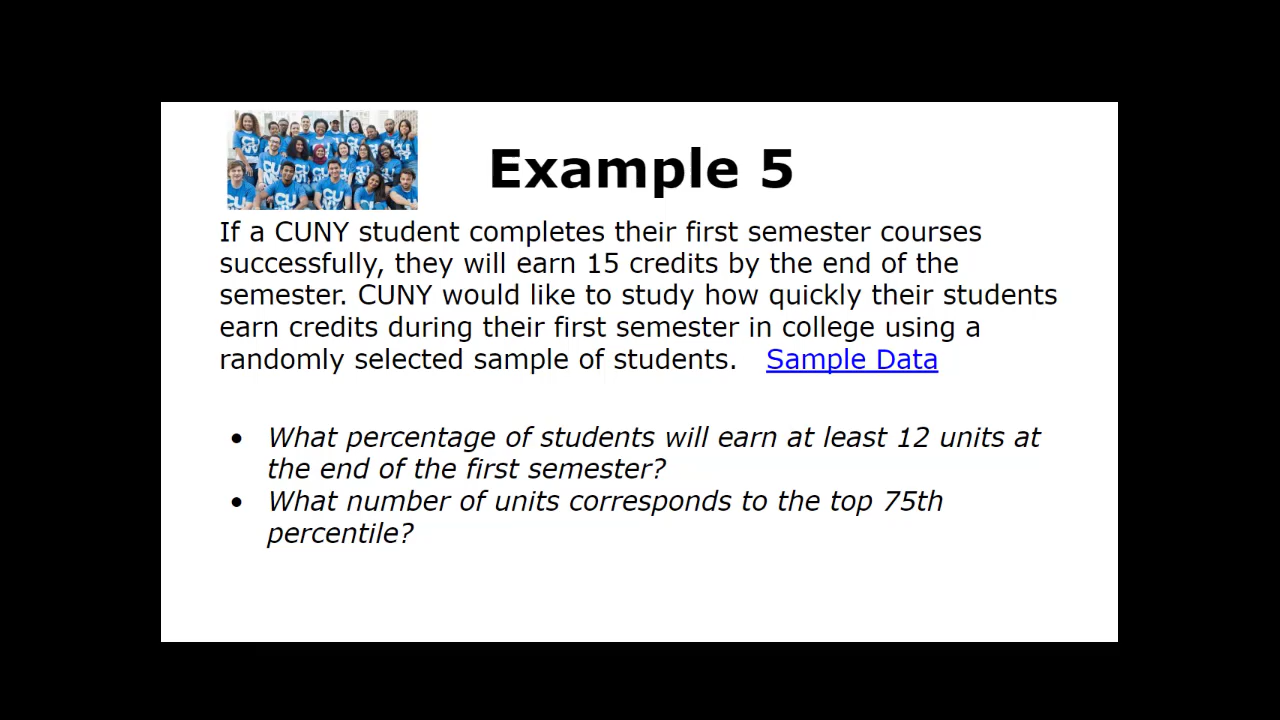 Example 5
If a CUNY student completes their first semester courses
successfully, they will earn 15 credits by the end of the
semester. CUNY would like to study how quickly their students
earn credits during their first semester in college using a
randomly selected sample of students. Sample Data
• What percentage of students will earn at least 12 units at
the end of the first semester?
• What number of units corresponds to the top 75th
percentile?